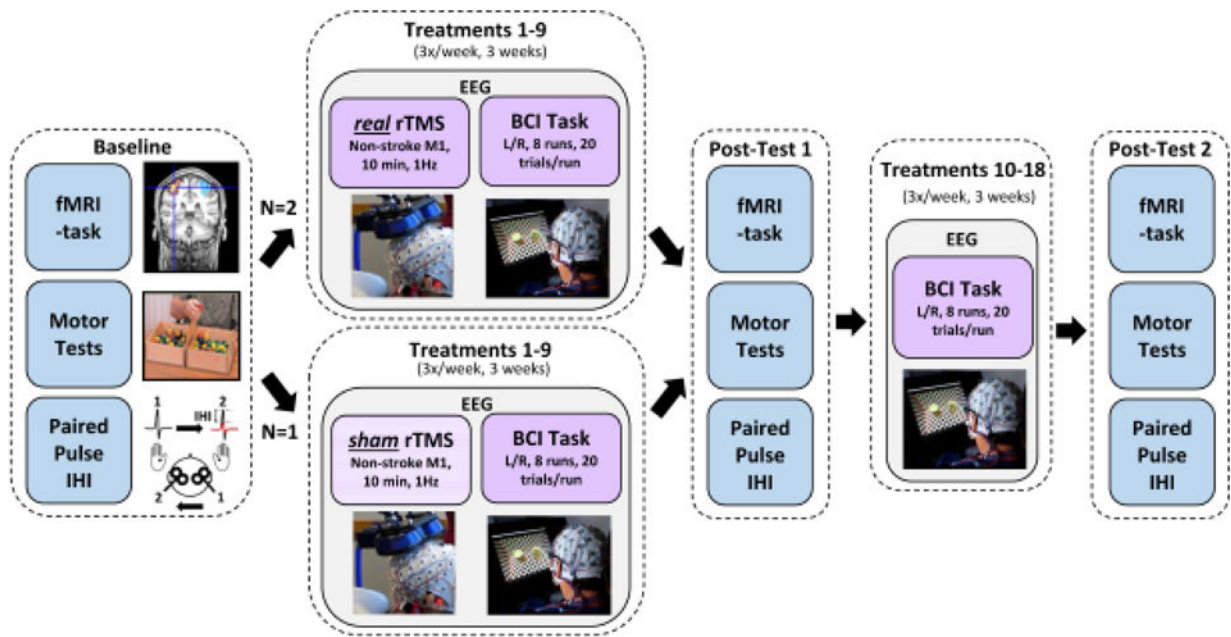 Baseline
fMRI
-task
Motor
Tests
Paired
Pulse
IHI
1
IHI
2
2
1
N=2
N=1
Treatments 1-9
(3x/week, 3 weeks)
EEG
real rTMS
Non-stroke M1,
10 min, 1Hz
BCI Task
L/R, 8 runs, 20
trials/run
Treatments 1-9
(3x/week, 3 weeks)
EEG
sham rTMS
Non-stroke M1,
10 min, 1Hz
BCI Task
L/R, 8 runs, 20
trials/run
Post-Test 1
fMRI
-task
Motor
Tests
Paired
Pulse
IHI
Treatments 10-18
(3x/week, 3 weeks)
EEG
BCI Task
L/R, 8 runs, 20
trials/run
Post-Test 2
fMRI
-task
Motor
Tests
Paired
Pulse
IHI